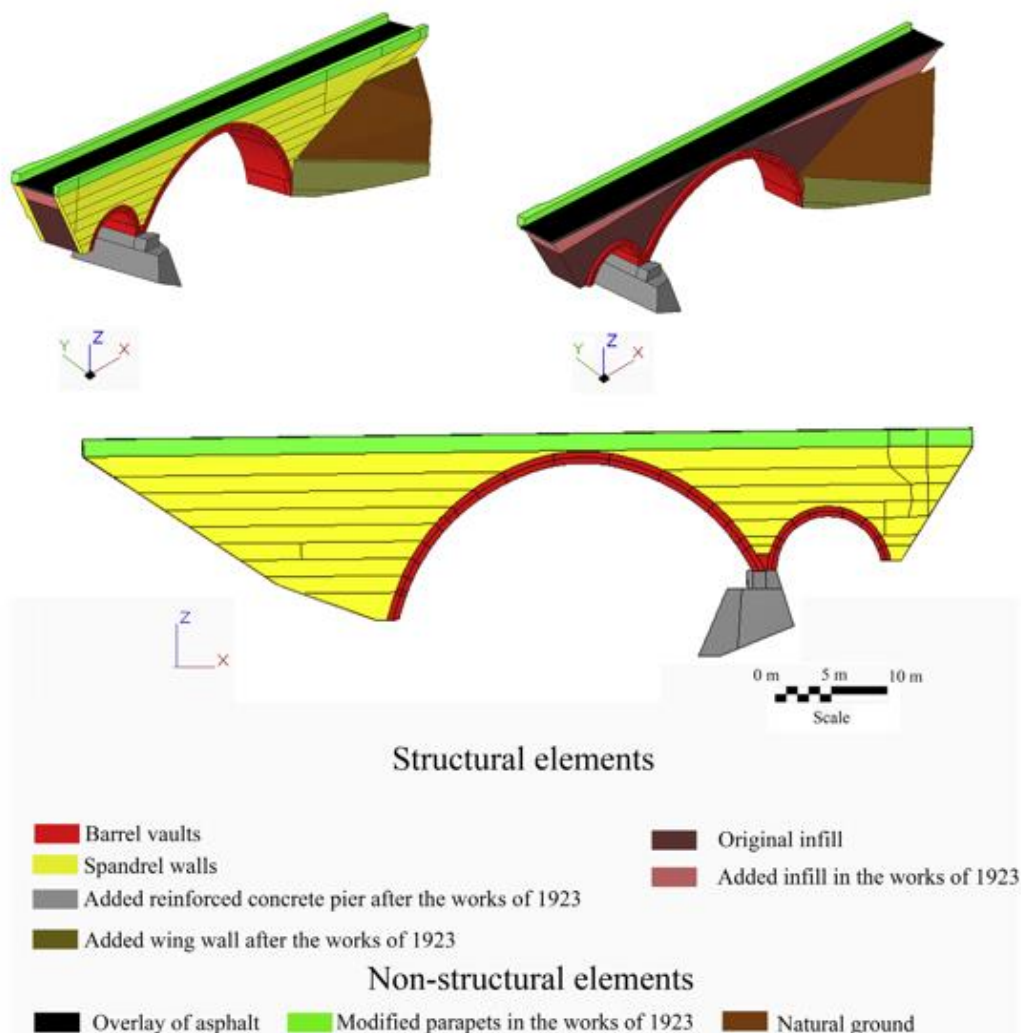 Z
Y
X
Z
Y
X
Z
X
0 m 5 m 10 m
Scale
Structural elements
Barrel vaults
Spandrel walls
Added reinforced concrete pier after the works of 1923
Added wing wall after the works of 1923
Original infill
Added infill in the works of 1923
Non-structural elements
Overlay of asphalt
Modified parapets in the works of 1923
Natural ground